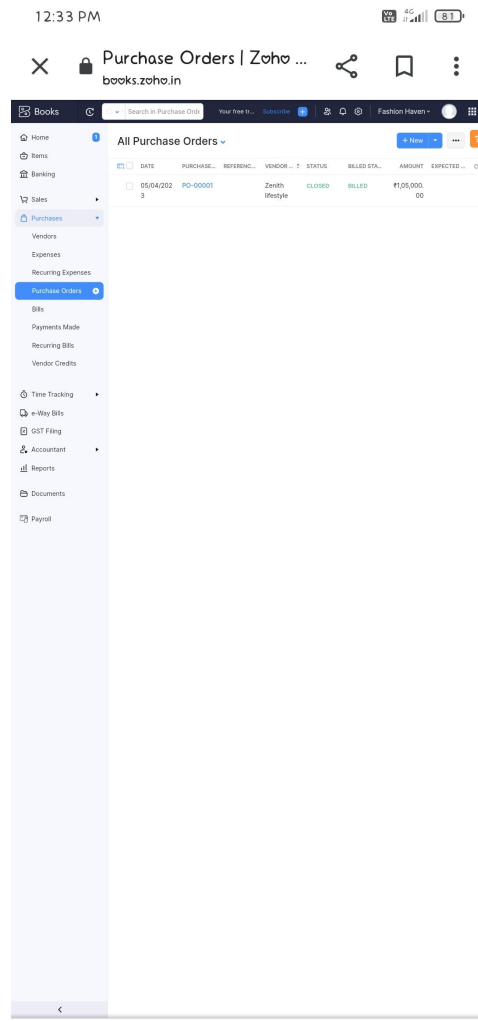 12:33 PM
Vo LTE 4G 81
Purchase Orders | Zoho ...
books.zoho.in
Books Search in Purchase Orde Your free tr... Subscribe Fashion Haven
Home 1
Items
Banking
Sales
Purchases
Vendors
Expenses
Recurring Expenses
Purchase Orders
Bills
Payments Made
Recurring Bills
Vendor Credits
Time Tracking
e-Way Bills
GST Filing
Accountant
Reports
Documents
Payroll
All Purchase Orders
+ New
DATE PURCHASE... REFERENC... VENDOR ... STATUS BILLED STA... AMOUNT EXPECTED ...
05/04/202 PO-00001 Zenith CLOSED BILLED ₹1,05,000.
3 lifestyle 00